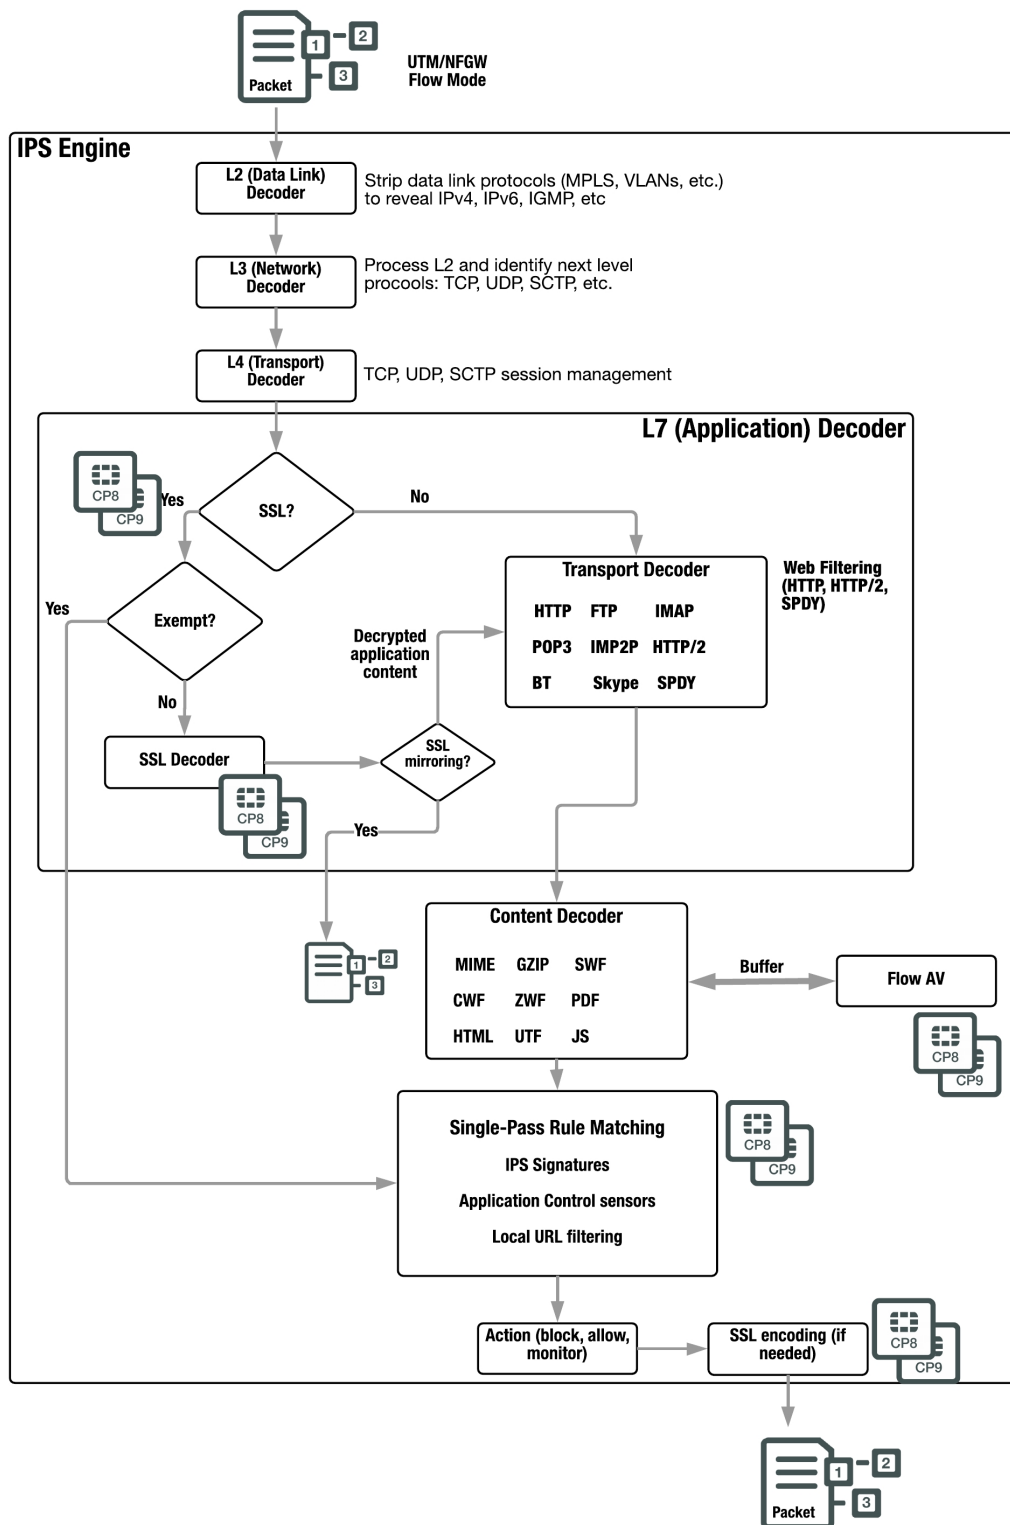 1
2
3
Packet
UTM/NFGW
Flow Mode
IPS Engine
L2 (Data Link)
Decoder
Strip data link protocols (MPLS, VLANs, etc.)
to reveal IPv4, IPv6, IGMP, etc
L3 (Network)
Decoder
Process L2 and identify next level
procools: TCP, UDP, SCTP, etc.
L4 (Transport)
Decoder
TCP, UDP, SCTP session management
L7 (Application) Decoder
CP8
CP9
Yes
SSL?
No
Transport Decoder
HTTP FTP IMAP
POP3 IMP2P HTTP/2
BT Skype SPDY
Web Filtering
(HTTP, HTTP/2,
SPDY)
Yes
Exempt?
Decrypted
application
content
No
SSL Decoder
CP8
CP9
SSL
mirroring?
Yes
1
2
3
Content Decoder
MIME GZIP SWF
CWF ZWF PDF
HTML UTF JS
Buffer
Flow AV
CP8
CP9
Single-Pass Rule Matching
IPS Signatures
Application Control sensors
Local URL filtering
CP8
CP9
Action (block, allow,
monitor)
SSL encoding (if
needed)
CP8
CP9
1
2
3
Packet